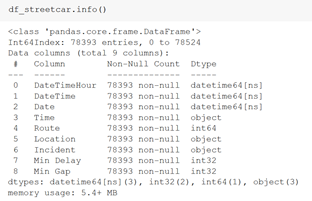 df_streetcar.info()
<class 'pandas.core.frame.DataFrame'>
Int64Index: 78393 entries, 0 to 78524
Data columns (total 9 columns):
 #   Column        Non-Null Count  Dtype
---  ------        --------------  -----
 0   DateTimeHour  78393 non-null  datetime64[ns]
 1   DateTime      78393 non-null  datetime64[ns]
 2   Date          78393 non-null  datetime64[ns]
 3   Time          78393 non-null  object
 4   Route         78393 non-null  int64
 5   Location      78393 non-null  object
 6   Incident      78393 non-null  object
 7   Min Delay     78393 non-null  int32
 8   Min Gap       78393 non-null  int32
dtypes: datetime64[ns](3), int32(2), int64(1), object(3)
memory usage: 5.4+ MB